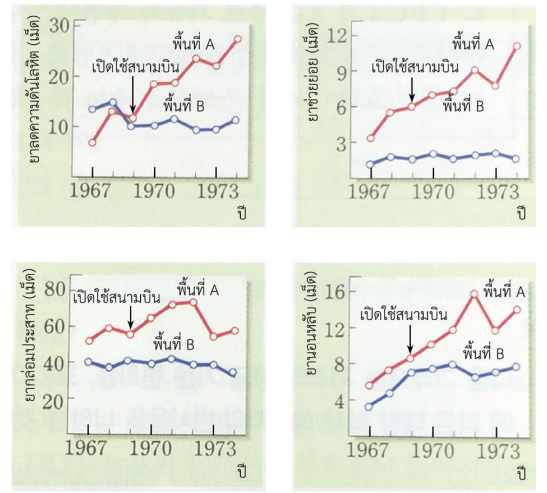 ยาลดความดันโลหิต (เม็ด)
30
20
10
พื้นที่ A
เปิดใช้สนามบิน
พื้นที่ B
1967
1970
1973
ปี
ยาช่วยย่อย (เม็ด)
12
9
6
3
พื้นที่ A
เปิดใช้สนามบิน
พื้นที่ B
1967
1970
1973
ปี
ยากล่อมประสาท (เม็ด)
80
60
40
20
พื้นที่ A
เปิดใช้สนามบิน
พื้นที่ B
1967
1970
1973
ปี
ยานอนหลับ (เม็ด)
16
12
8
4
พื้นที่ A
เปิดใช้สนามบิน
พื้นที่ B
1967
1970
1973
ปี